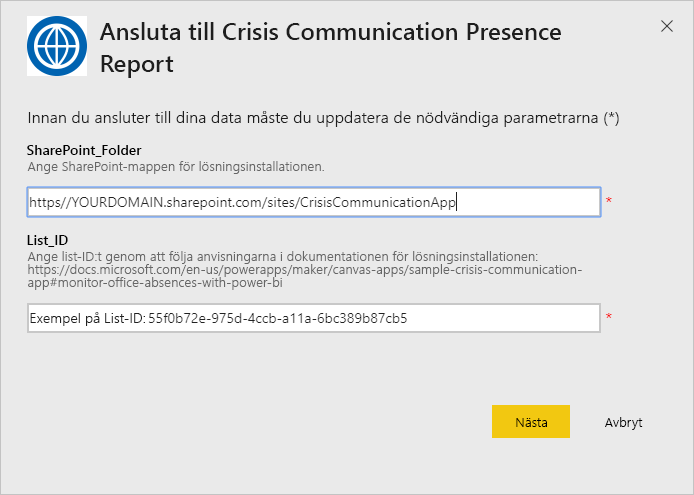 Ansluta till Crisis Communication Presence
Report
Innan du ansluter till dina data måste du uppdatera de nödvändiga parametrarna (*)
SharePoint_Folder
Ange SharePoint-mappen för lösningsinstallationen.
https//YOURDOMAIN.sharepoint.com/sites/CrisisCommunicationApp *
List_ID
Ange list-ID:t genom att följa anvisningarna i dokumentationen för lösningsinstallationen:
https://docs.microsoft.com/en-us/powerapps/maker/canvas-apps/sample-crisis-communication-
app#monitor-office-absences-with-power-bi
Exempel på List-ID: 55f0b72e-975d-4ccb-a11a-6bc389b87cb5 *
Nästa Avbryt